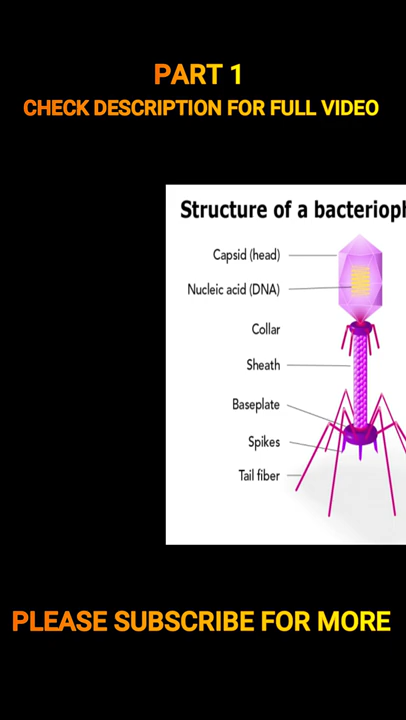 PART 1
CHECK DESCRIPTION FOR FULL VIDEO
Structure of a bacterioph
Capsid (head)
Nucleic acid (DNA)
Collar
Sheath
Baseplate
Spikes
Tail fiber
PLEASE SUBSCRIBE FOR MORE